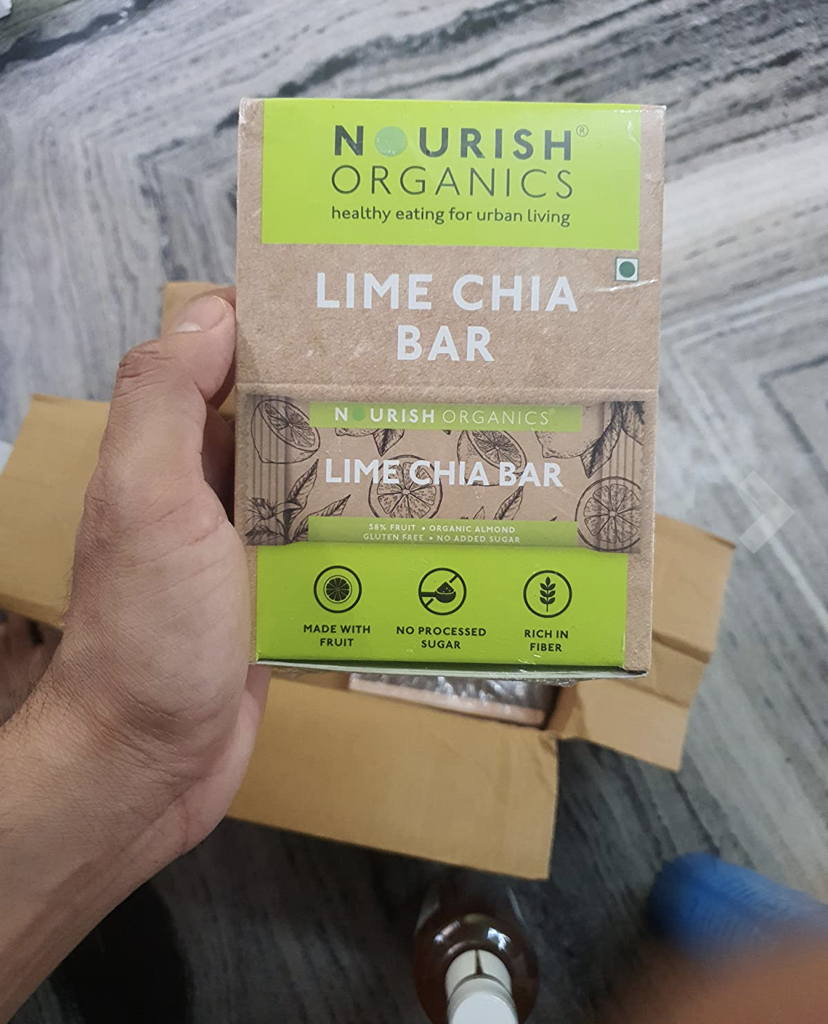 NOURISH®
ORGANICS
healthy eating for urban living
LIME CHIA
BAR
NOURISH ORGANICS
LIME CHIA BAR
58% FRUIT • ORGANIC ALMOND
GLUTEN FREE • NO ADDED SUGAR
MADE WITH
FRUIT
NO PROCESSED
SUGAR
RICH IN
FIBER